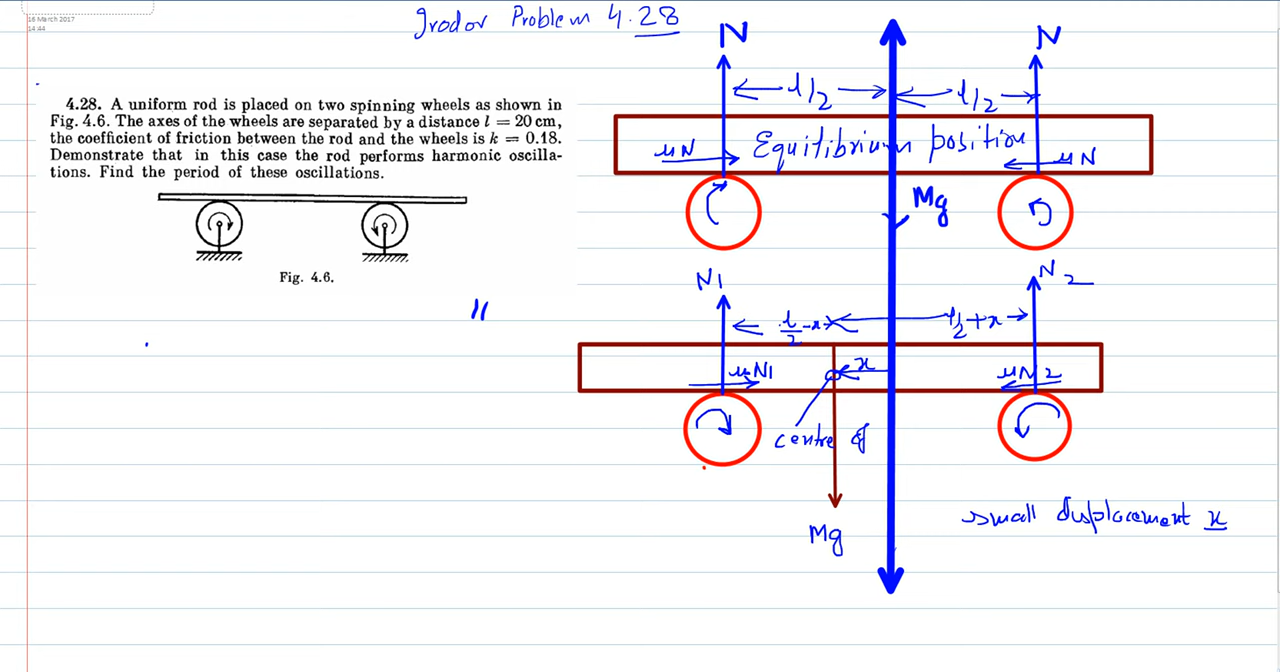 16 March 2017
14:44
Irodov Problem 4.28
4.28. A uniform rod is placed on two spinning wheels as shown in
Fig. 4.6. The axes of the wheels are separated by a distance l = 20 cm,
the coefficient of friction between the rod and the wheels is k = 0.18.
Demonstrate that in this case the rod performs harmonic oscilla-
tions. Find the period of these oscillations.
Fig. 4.6.
N
N
l/2
l/2
μN
Equilibrium position
μN
Mg
N1
N2
l/2-x
l/2+x
μN1
x
μN2
centre of
Mg
small displacement x